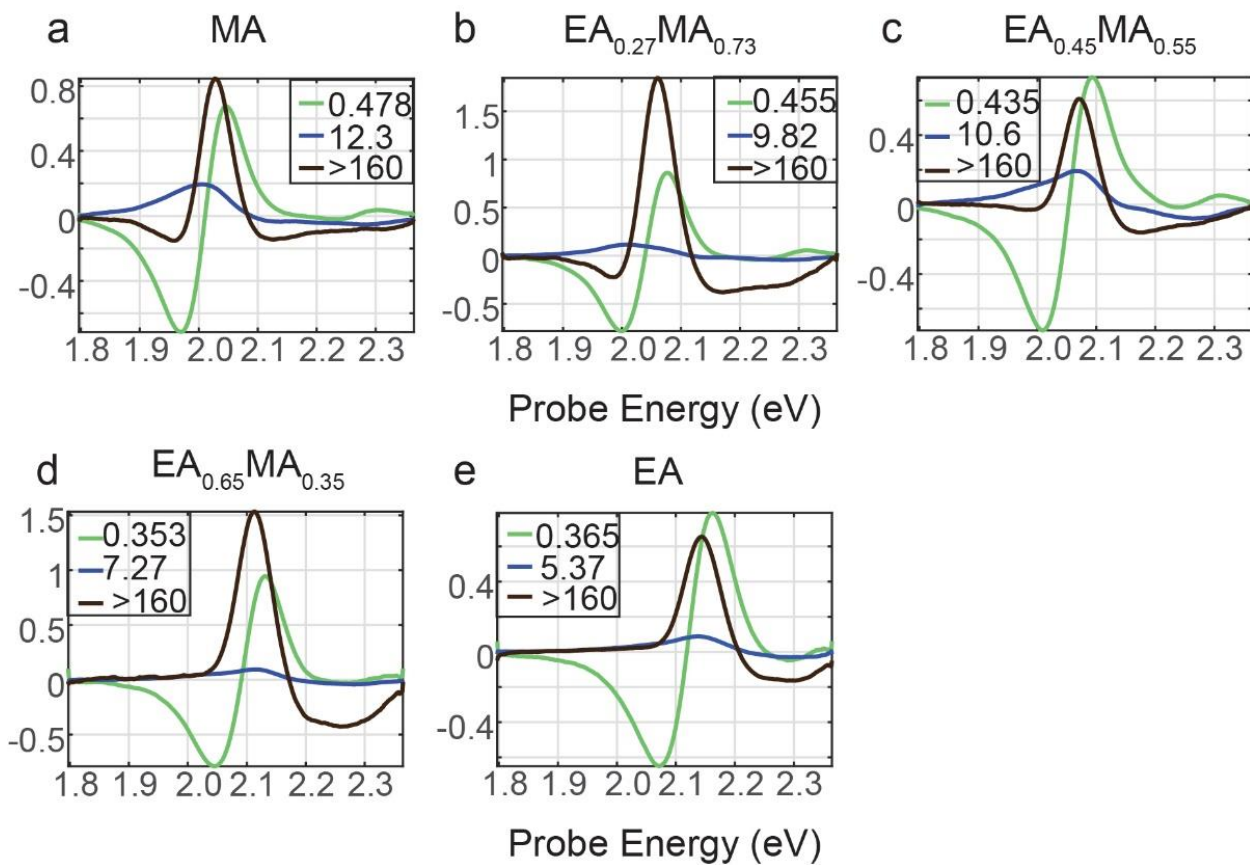 a
MA
0.8
0.4
0
-0.4
0.478
12.3
>160
1.8 1.9 2.0 2.1 2.2 2.3
b
EA0.27MA0.73
1.5
1
0.5
0
-0.5
0.455
9.82
>160
1.8 1.9 2.0 2.1 2.2 2.3
c
EA0.45MA0.55
0.4
0
-0.4
0.435
10.6
>160
1.8 1.9 2.0 2.1 2.2 2.3
Probe Energy (eV)
d
EA0.65MA0.35
1.5
1
0.5
0
-0.5
0.353
7.27
>160
1.8 1.9 2.0 2.1 2.2 2.3
e
EA
0.4
0
-0.4
0.365
5.37
>160
1.8 1.9 2.0 2.1 2.2 2.3
Probe Energy (eV)